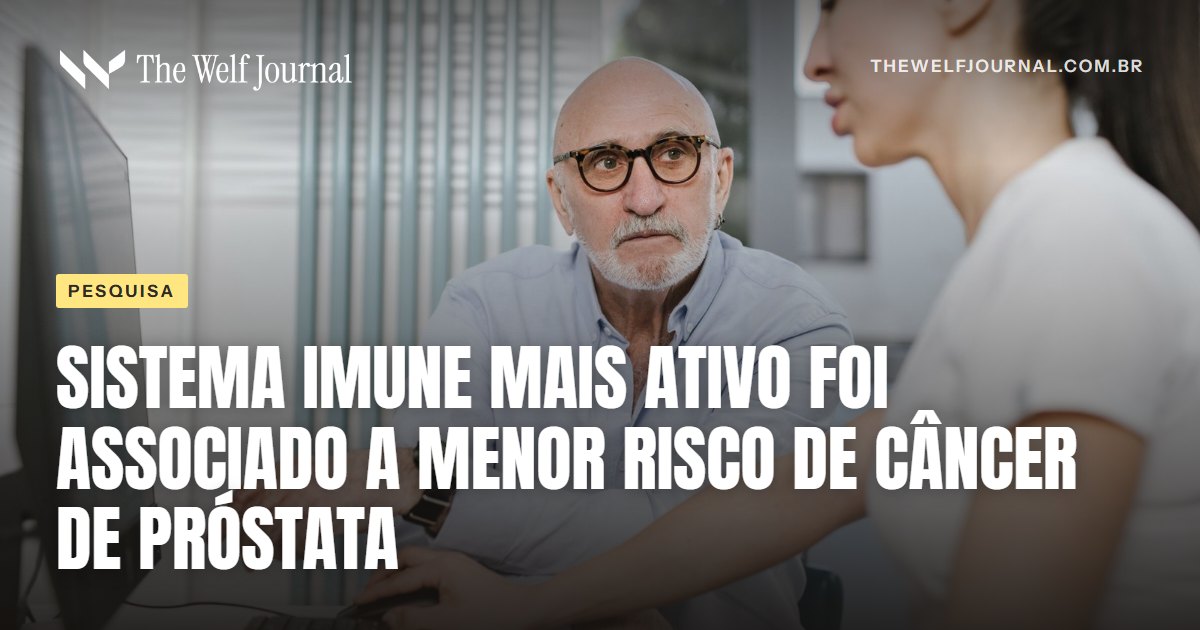 The Welf Journal
THEWELFJOURNAL.COM.BR
PESQUISA
SISTEMA IMUNE MAIS ATIVO FOI
ASSOCIADO A MENOR RISCO DE CÂNCER
DE PRÓSTATA